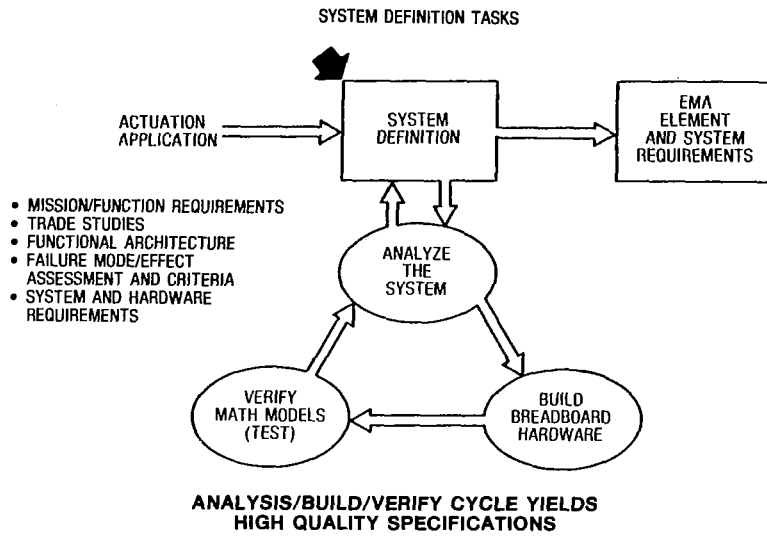 SYSTEM DEFINITION TASKS
ACTUATION
APPLICATION
SYSTEM
DEFINITION
EMA
ELEMENT
AND SYSTEM
REQUIREMENTS
• MISSION/FUNCTION REQUIREMENTS
• TRADE STUDIES
• FUNCTIONAL ARCHITECTURE
• FAILURE MODE/EFFECT
ASSESSMENT AND CRITERIA
• SYSTEM AND HARDWARE
REQUIREMENTS
ANALYZE
THE
SYSTEM
VERIFY
MATH MODELS
(TEST)
BUILD
BREADBOARD
HARDWARE
ANALYSIS/BUILD/VERIFY CYCLE YIELDS
HIGH QUALITY SPECIFICATIONS